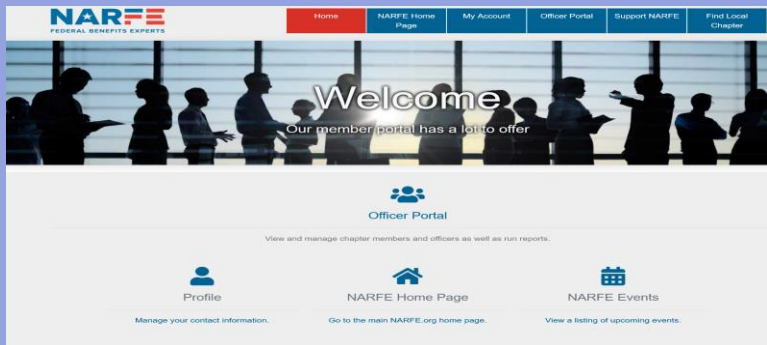 NARFE
FEDERAL BENEFITS EXPERTS
Home
NARFE Home
Page
My Account
Officer Portal
Support NARFE
Find Local
Chapter
Welcome
Our member portal has a lot to offer
Officer Portal
View and manage chapter members and officers as well as run reports.
Profile
NARFE Home Page
NARFE Events
Manage your contact information.
Go to the main NARFE.org home page.
View a listing of upcoming events.